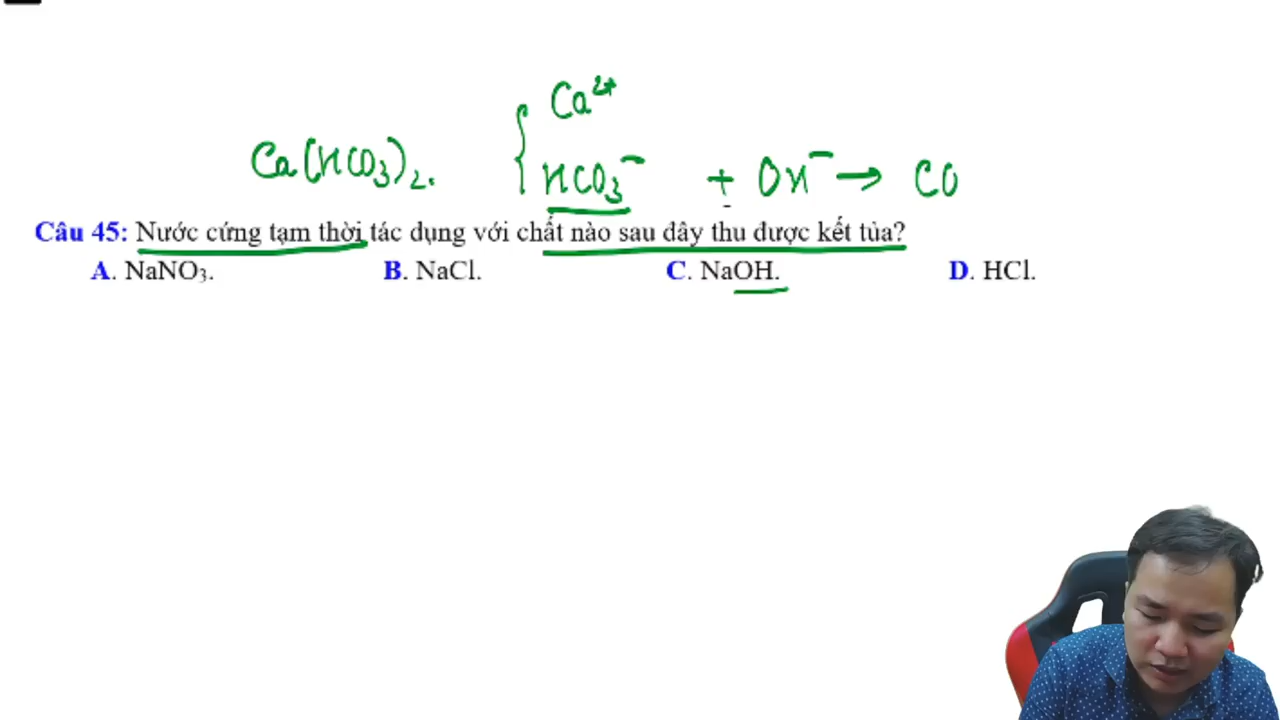 Ca²⁺
Ca(HCO₃)₂. HCO₃⁻ + OH⁻ → CO
Câu 45: Nước cứng tạm thời tác dụng với chất nào sau đây thu được kết tủa?
A. NaNO₃. B. NaCl. C. NaOH. D. HCl.